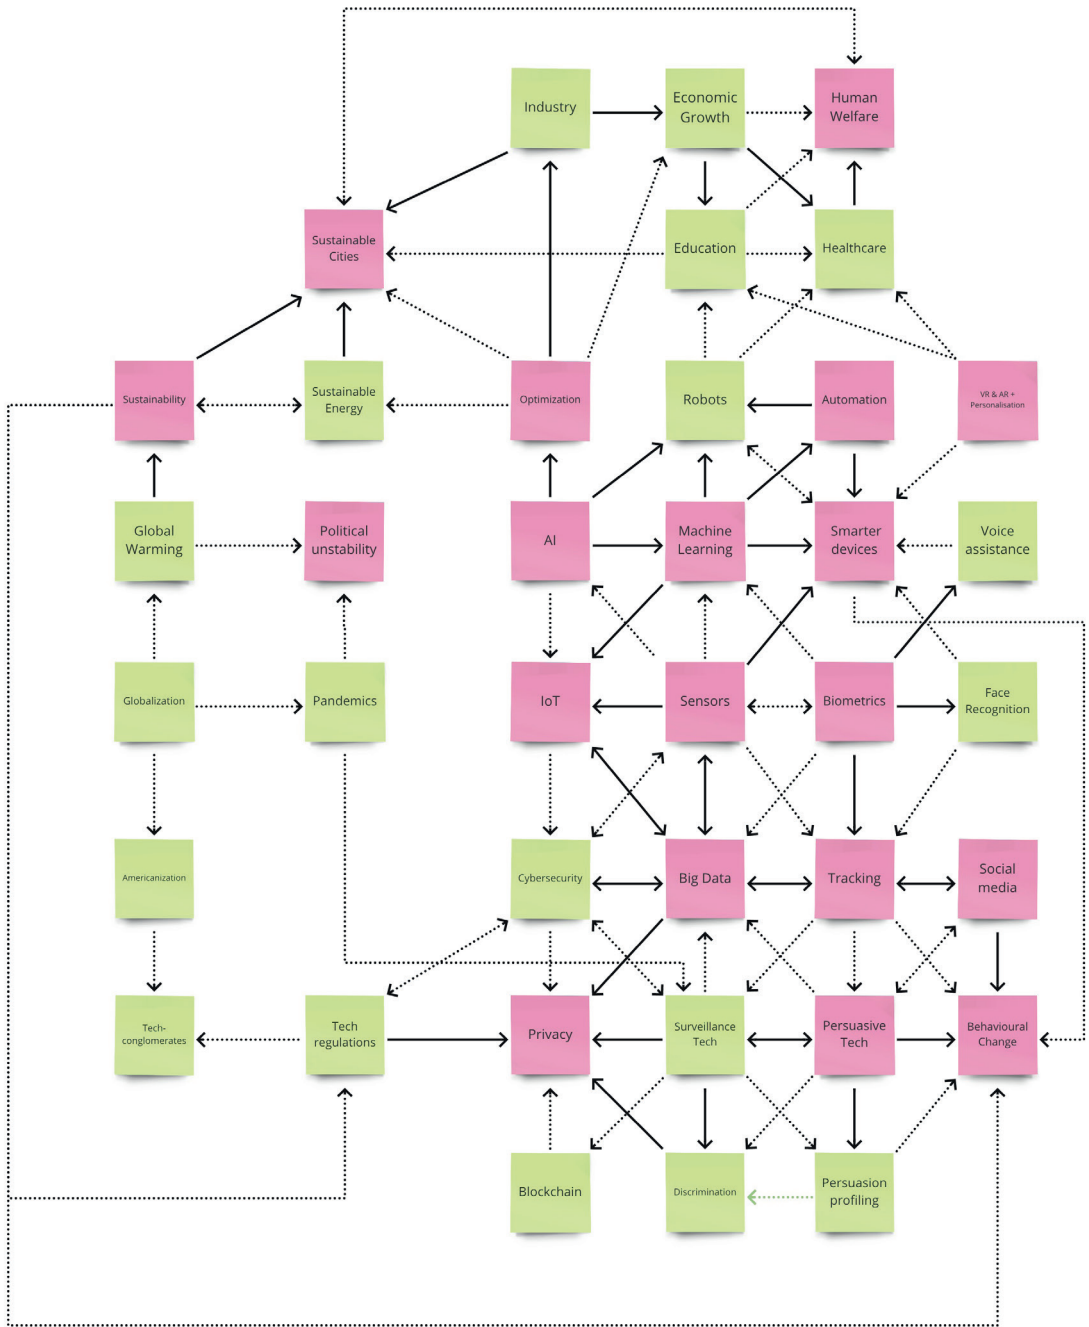 Industry
Economic
Growth
Human
Welfare
Sustainable
Cities
Education
Healthcare
Sustainability
Sustainable
Energy
Optimization
Robots
Automation
VR & AR +
Personalisation
Global
Warming
Political
unstability
AI
Machine
Learning
Smarter
devices
Voice
assistance
Globalization
Pandemics
IoT
Sensors
Biometrics
Face
Recognition
Americanization
Cybersecurity
Big Data
Tracking
Social
media
Tech-
conglomerates
Tech
regulations
Privacy
Surveillance
Tech
Persuasive
Tech
Behavioural
Change
Blockchain
Discrimination
Persuasion
profiling